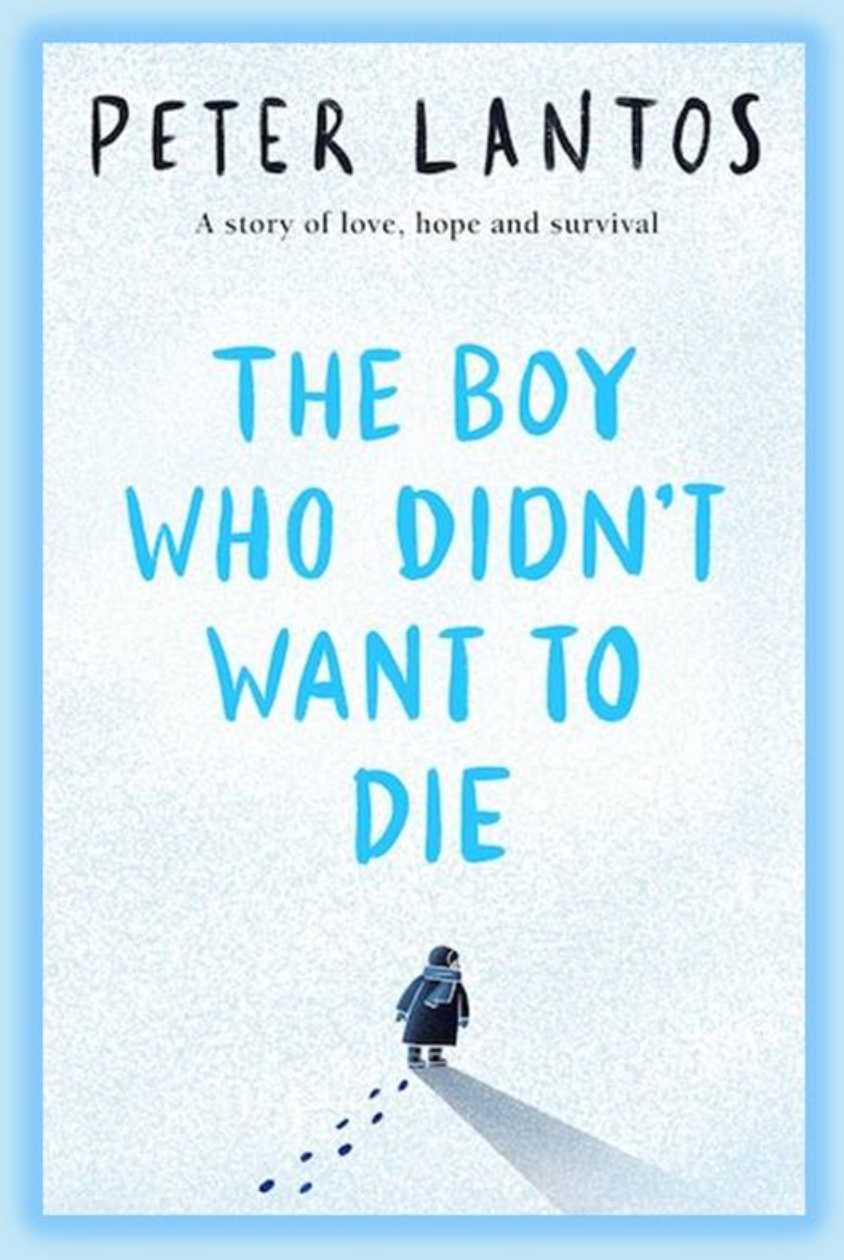 PETER LANTOS
A story of love, hope and survival
THE BOY
WHO DIDN'T
WANT TO
DIE